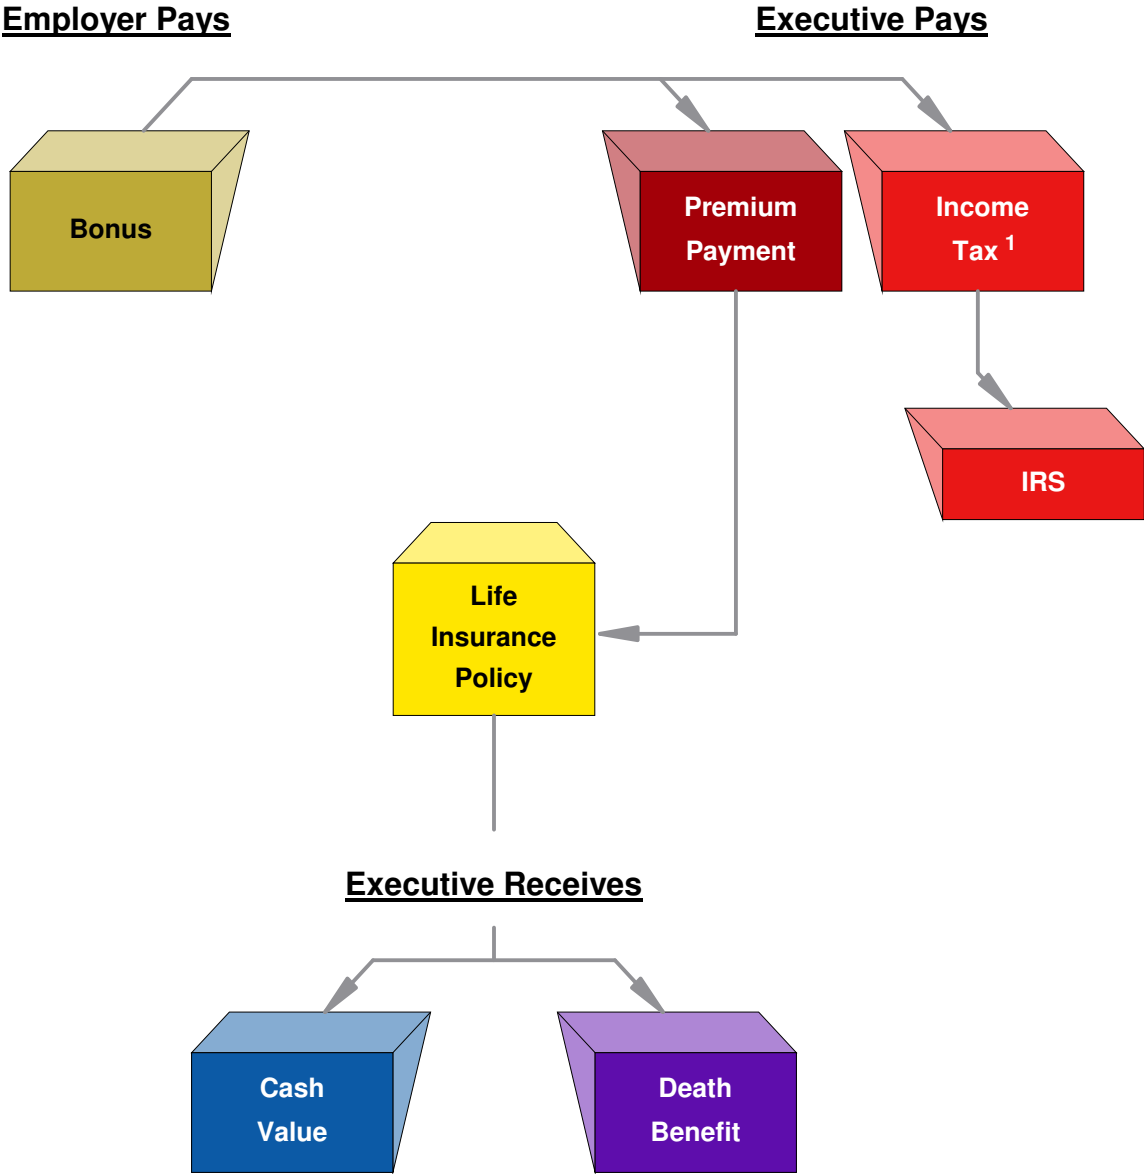 Employer Pays
Executive Pays
Bonus
Premium
Payment
Income
Tax 1
IRS
Life
Insurance
Policy
Executive Receives
Cash
Value
Death
Benefit